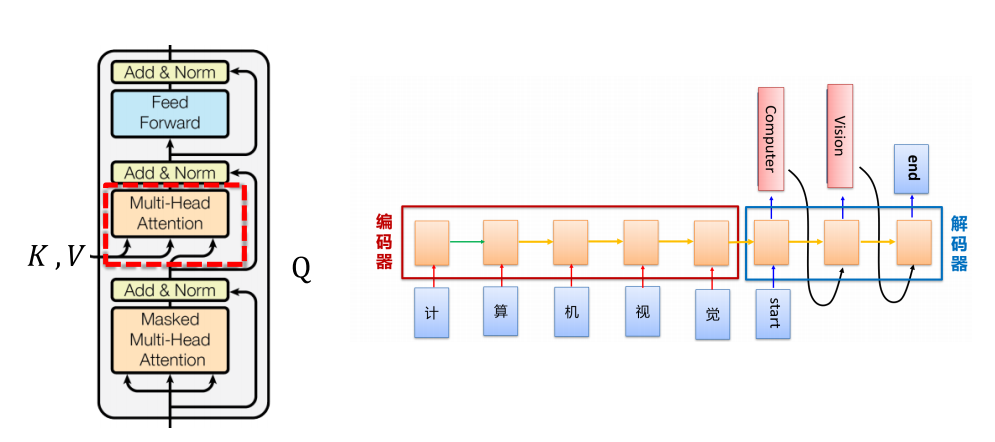 Add & Norm
Feed
Forward
Add & Norm
Multi-Head
Attention
K , V
Q
Add & Norm
Masked
Multi-Head
Attention
Computer
Vision
end
编码器
解码器
计
算
机
视
觉
start